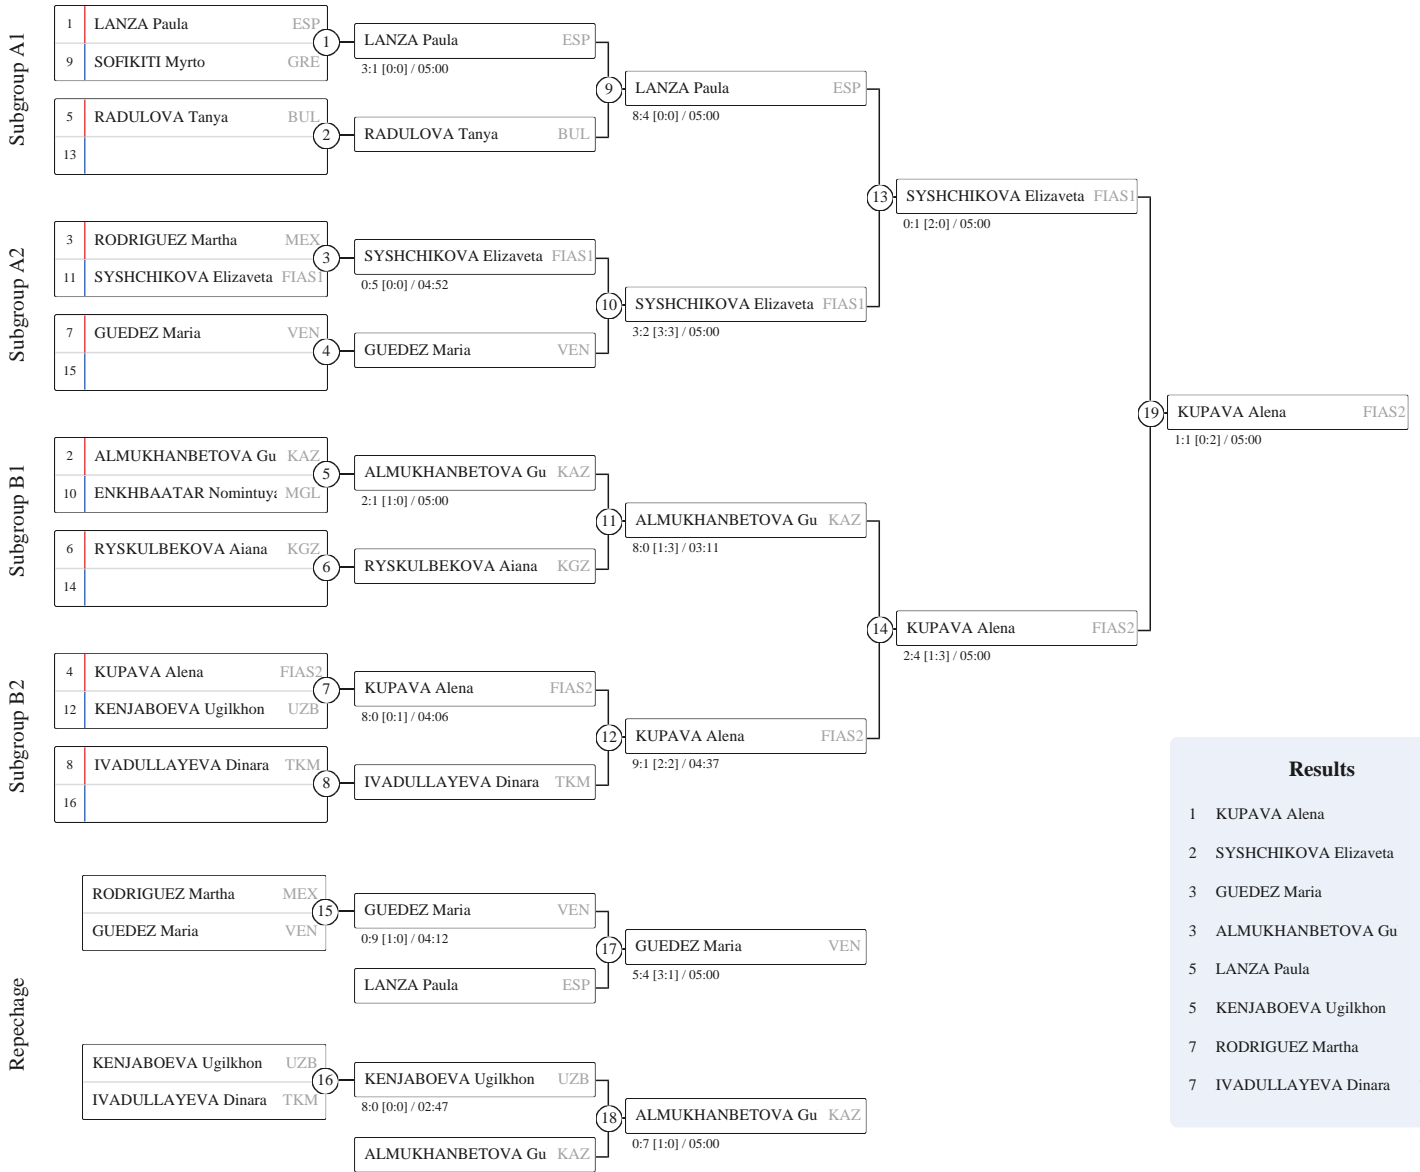 Subgroup A1
1 LANZA Paula ESP
9 SOFIKITI Myrto GRE
1
LANZA Paula ESP
3:1 [0:0] / 05:00
5 RADULOVA Tanya BUL
13
2
RADULOVA Tanya BUL
9
LANZA Paula ESP
8:4 [0:0] / 05:00
Subgroup A2
3 RODRIGUEZ Martha MEX
11 SYSHCHIKOVA Elizaveta FIAS1
3
SYSHCHIKOVA Elizaveta FIAS1
0:5 [0:0] / 04:52
7 GUEDEZ Maria VEN
15
4
GUEDEZ Maria VEN
10
SYSHCHIKOVA Elizaveta FIAS1
3:2 [3:3] / 05:00
13
SYSHCHIKOVA Elizaveta FIAS1
0:1 [2:0] / 05:00
Subgroup B1
2 ALMUKHANBETOVA Gu KAZ
10 ENKHBAATAR Nomintuya MGL
5
ALMUKHANBETOVA Gu KAZ
2:1 [1:0] / 05:00
6 RYSKULBEKOVA Aiana KGZ
14
6
RYSKULBEKOVA Aiana KGZ
11
ALMUKHANBETOVA Gu KAZ
8:0 [1:3] / 03:11
Subgroup B2
4 KUPAVA Alena FIAS2
12 KENJABOEVA Ugilkhon UZB
7
KUPAVA Alena FIAS2
8:0 [0:1] / 04:06
8 IVADULLAYEVA Dinara TKM
16
8
IVADULLAYEVA Dinara TKM
12
KUPAVA Alena FIAS2
9:1 [2:2] / 04:37
14
KUPAVA Alena FIAS2
2:4 [1:3] / 05:00
19
KUPAVA Alena FIAS2
1:1 [0:2] / 05:00
Repechage
RODRIGUEZ Martha MEX
GUEDEZ Maria VEN
15
GUEDEZ Maria VEN
0:9 [1:0] / 04:12
LANZA Paula ESP
17
GUEDEZ Maria VEN
5:4 [3:1] / 05:00
KENJABOEVA Ugilkhon UZB
IVADULLAYEVA Dinara TKM
16
KENJABOEVA Ugilkhon UZB
8:0 [0:0] / 02:47
ALMUKHANBETOVA Gu KAZ
18
ALMUKHANBETOVA Gu KAZ
0:7 [1:0] / 05:00
Results
1 KUPAVA Alena
2 SYSHCHIKOVA Elizaveta
3 GUEDEZ Maria
3 ALMUKHANBETOVA Gu
5 LANZA Paula
5 KENJABOEVA Ugilkhon
7 RODRIGUEZ Martha
7 IVADULLAYEVA Dinara